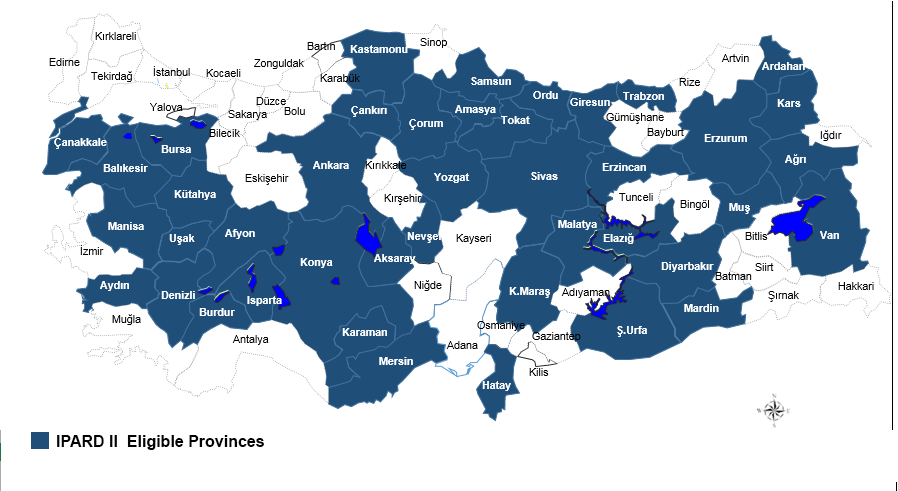 Kırklareli
Edirne
Tekirdağ
İstanbul
Kocaeli
Yalova
Sakarya
Düzce
Bolu
Zonguldak
Bartın
Karabük
Kastamonu
Sinop
Samsun
Ordu
Giresun
Trabzon
Rize
Artvin
Ardahan
Kars
Iğdır
Ağrı
Erzurum
Bayburt
Gümüşhane
Çanakkale
Balıkesir
Bursa
Bilecik
Eskişehir
Kütahya
Ankara
Çankırı
Çorum
Amasya
Tokat
Kırıkkale
Kırşehir
Yozgat
Sivas
Erzincan
Tunceli
Bingöl
Muş
Bitlis
Van
Manisa
Uşak
Afyon
İzmir
Aydın
Denizli
Burdur
Isparta
Konya
Aksaray
Nevşeh
Kayseri
Niğde
Malatya
Elazığ
Diyarbakır
Batman
Siirt
Şırnak
Hakkari
Mardin
Muğla
Antalya
Karaman
Mersin
Adana
Osmaniye
K.Maraş
Adıyaman
Gaziantep
Kilis
Ş.Urfa
Hatay
IPARD II Eligible Provinces